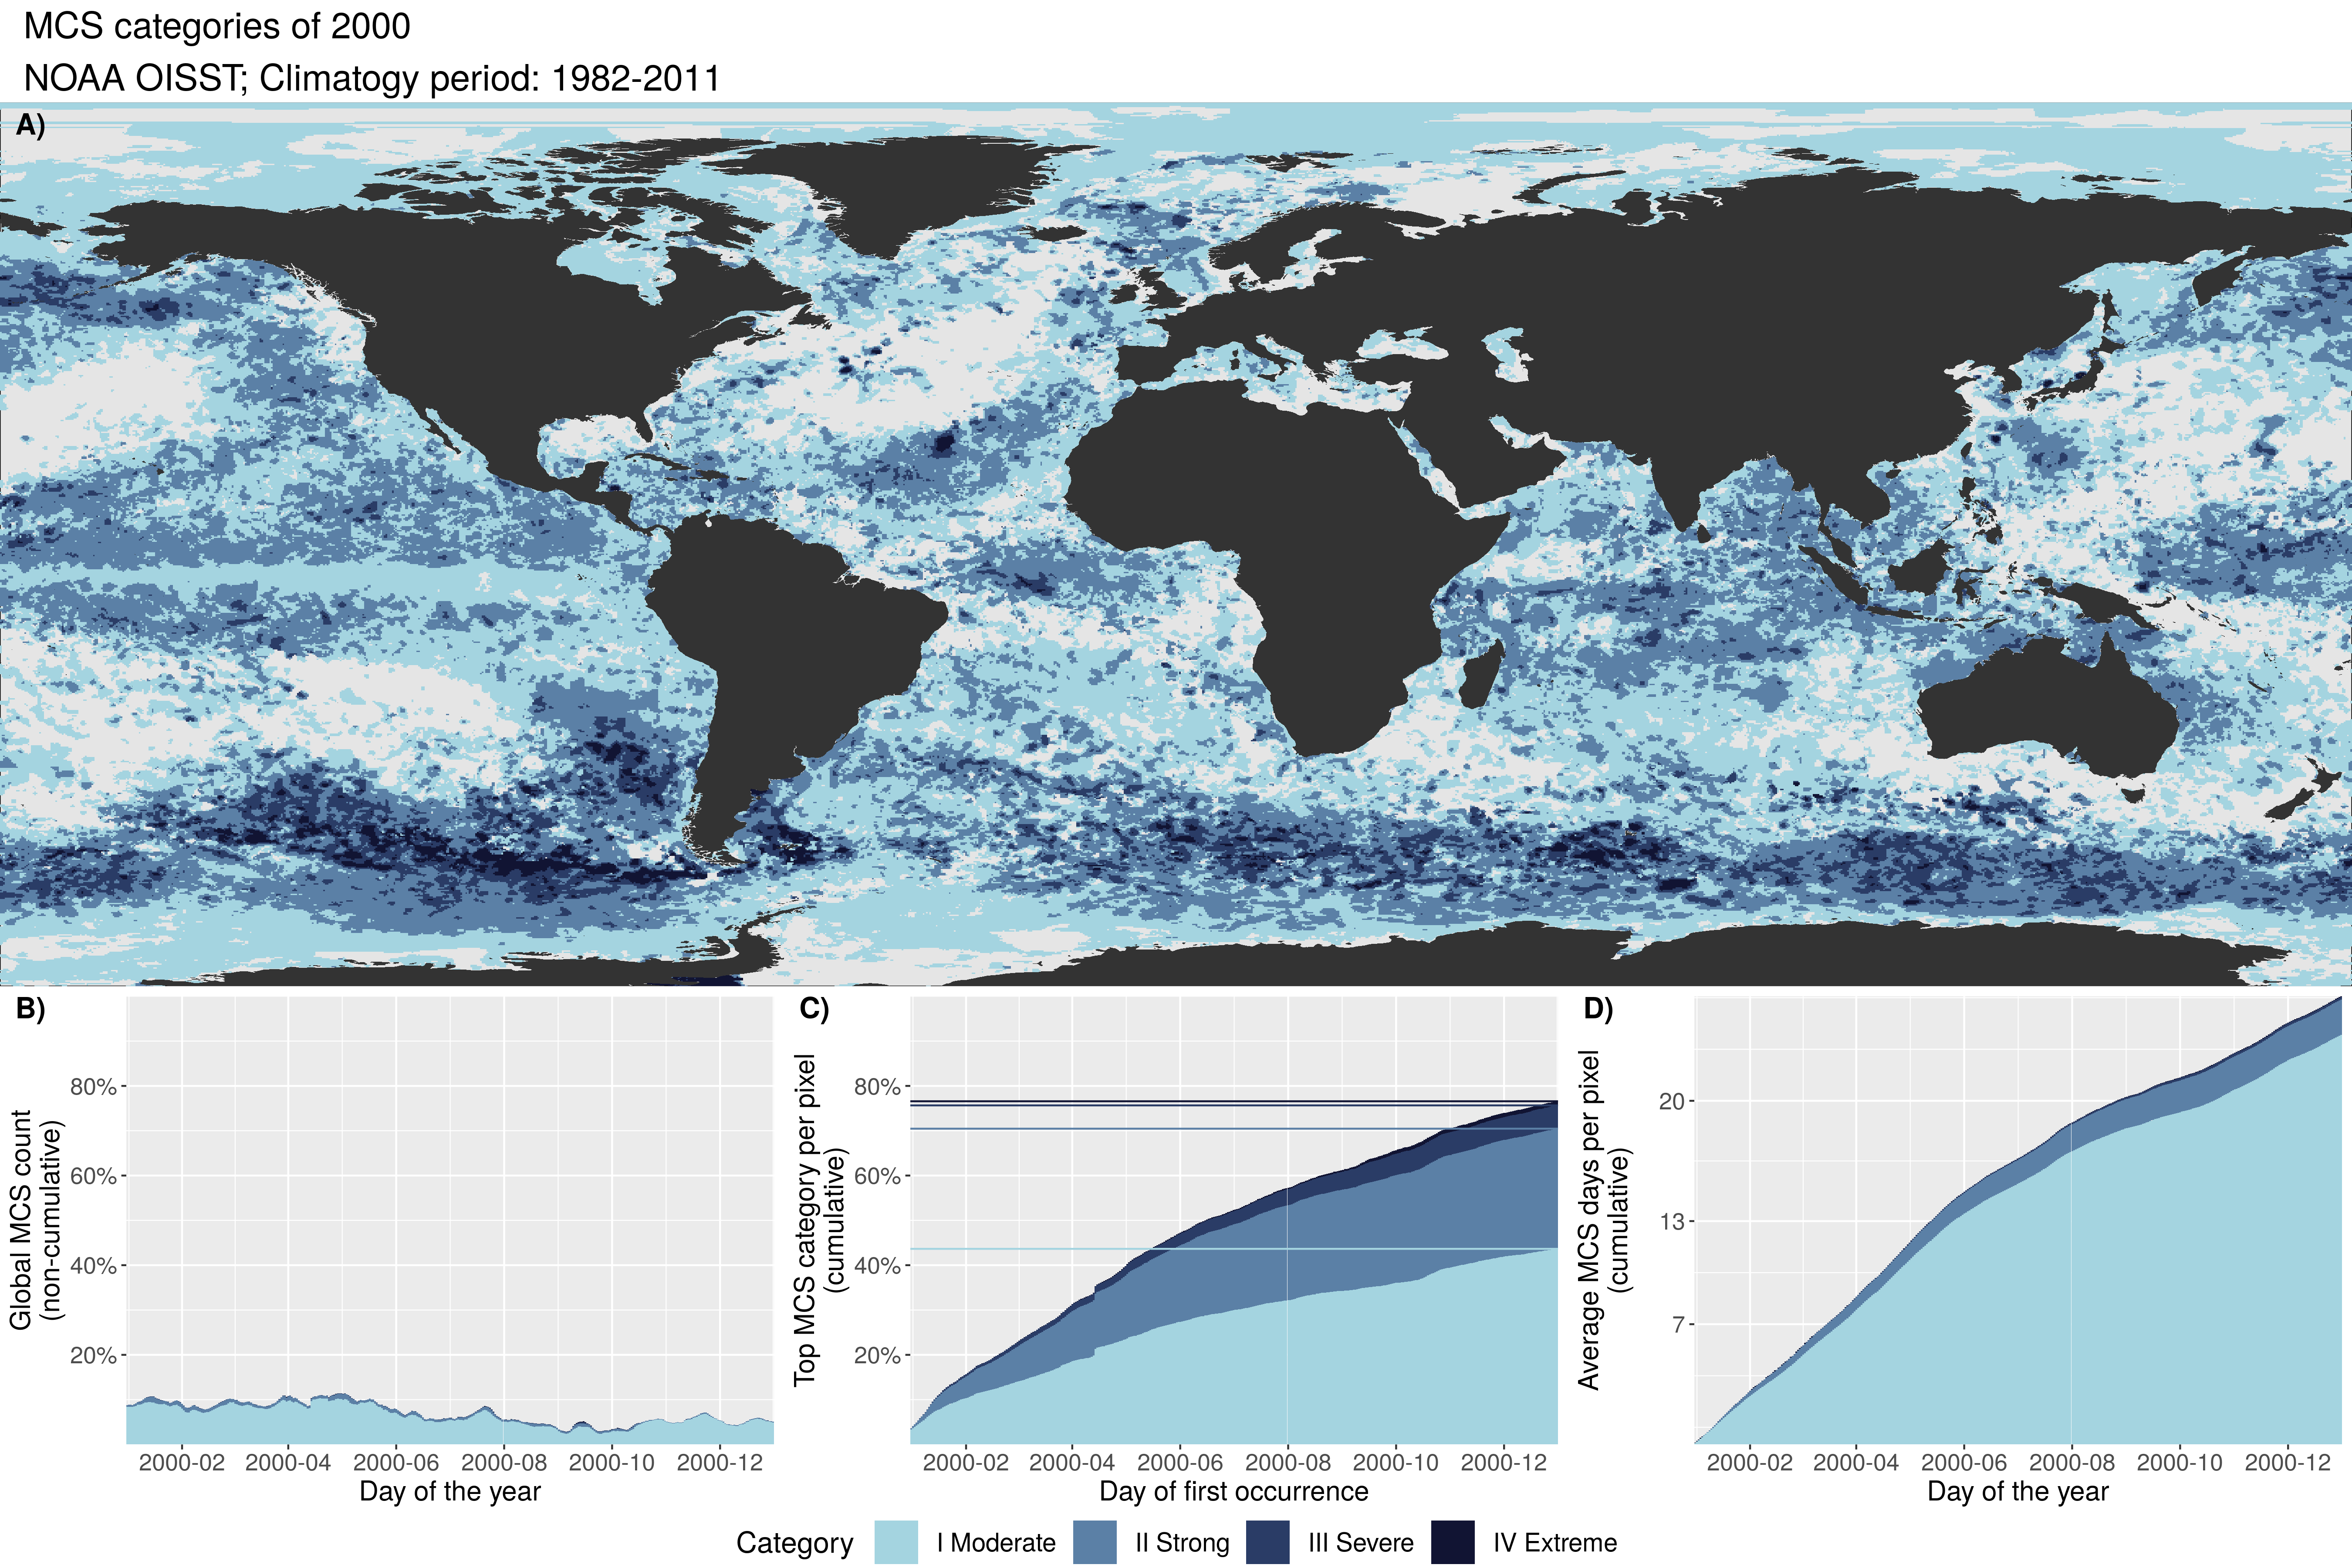 MCS categories of 2000
NOAA OISST; Climatogy period: 1982-2011
A)
B)
Global MCS count
(non-cumulative)
80%
60%
40%
20%
2000-02 2000-04 2000-06 2000-08 2000-10 2000-12
Day of the year
C)
Top MCS category per pixel
(cumulative)
80%
60%
40%
20%
2000-02 2000-04 2000-06 2000-08 2000-10 2000-12
Day of first occurrence
D)
Average MCS days per pixel
(cumulative)
20
13
7
2000-02 2000-04 2000-06 2000-08 2000-10 2000-12
Day of the year
Category I Moderate II Strong III Severe IV Extreme